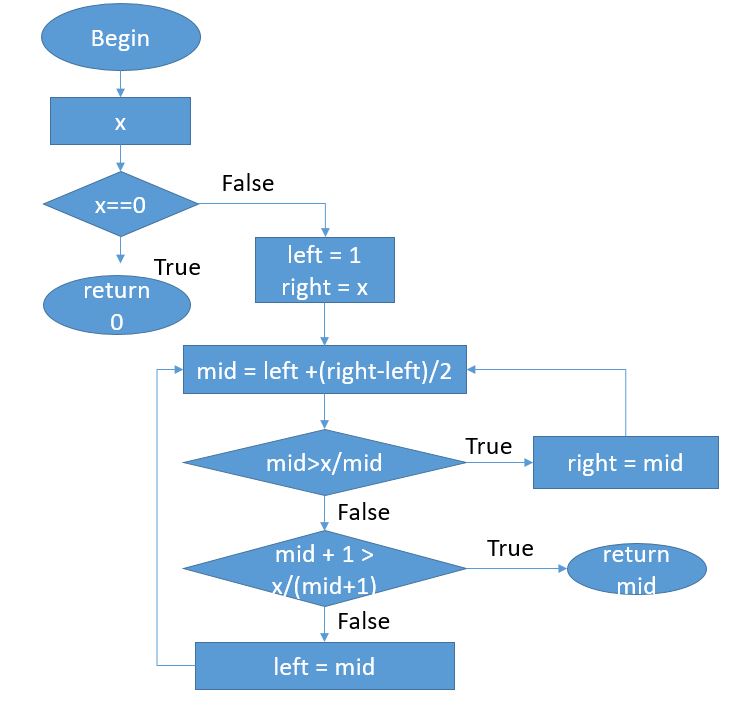 Begin
x
x==0
False
True
return
0
left = 1
right = x
mid = left +(right-left)/2
mid>x/mid
True
right = mid
False
mid + 1 >
x/(mid+1)
True
return
mid
False
left = mid